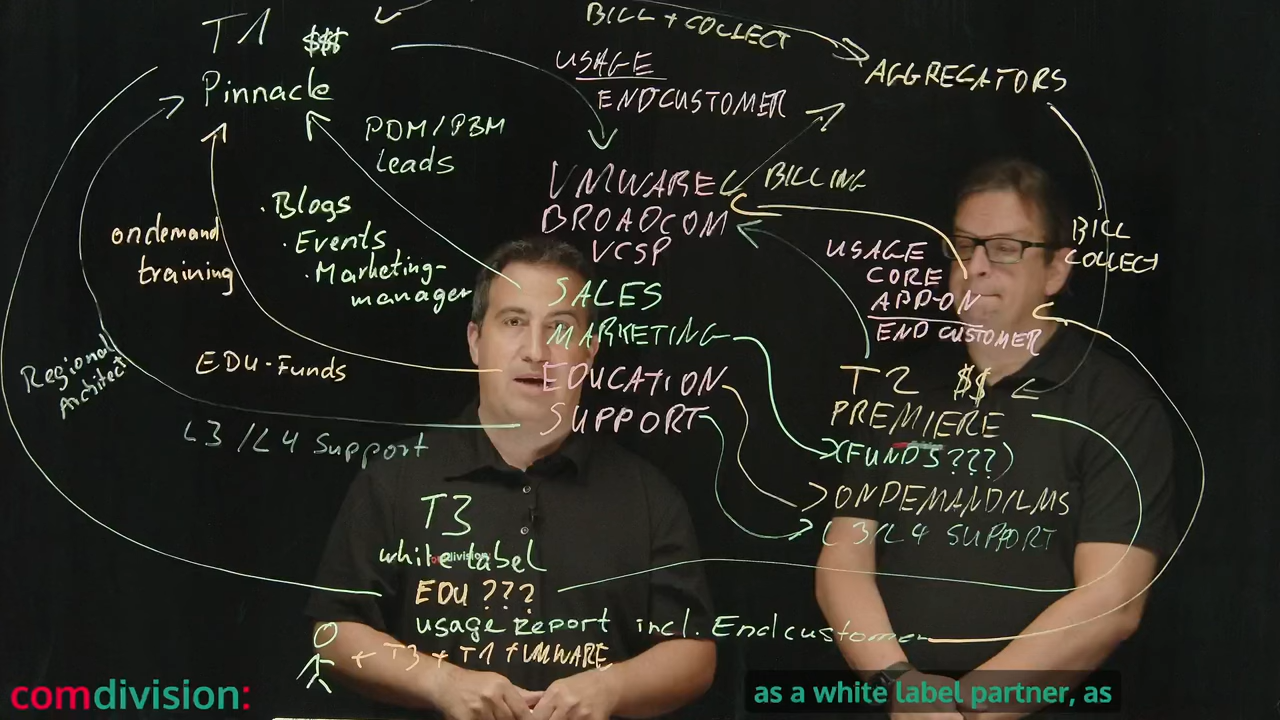 T1 $$$
Pinnacle
BILL + COLLECT
AGGREGATORS
USAGE
ENDCUSTOMER
PDM/PBM
Leads
VMWARE
BROADCOM
VCSP
BILLING
BILL
COLLECT
• Blogs
• Events
• Marketing-
manager
ondemand
training
USAGE
CORE
APP-ON
END CUSTOMER
SALES
MARKETING
EDUCATION
SUPPORT
Regional
Architect
EDU-Funds
L3/L4 Support
T2 $$
PREMIERE
(FUNDS???)
ONDEMAND/LMS
L3/L4 SUPPORT
T3
white label
EDU ???
usage report incl. Endcustomer
T3 + T1 + VMWARE
comdivision
comdivision:
as a white label partner, as